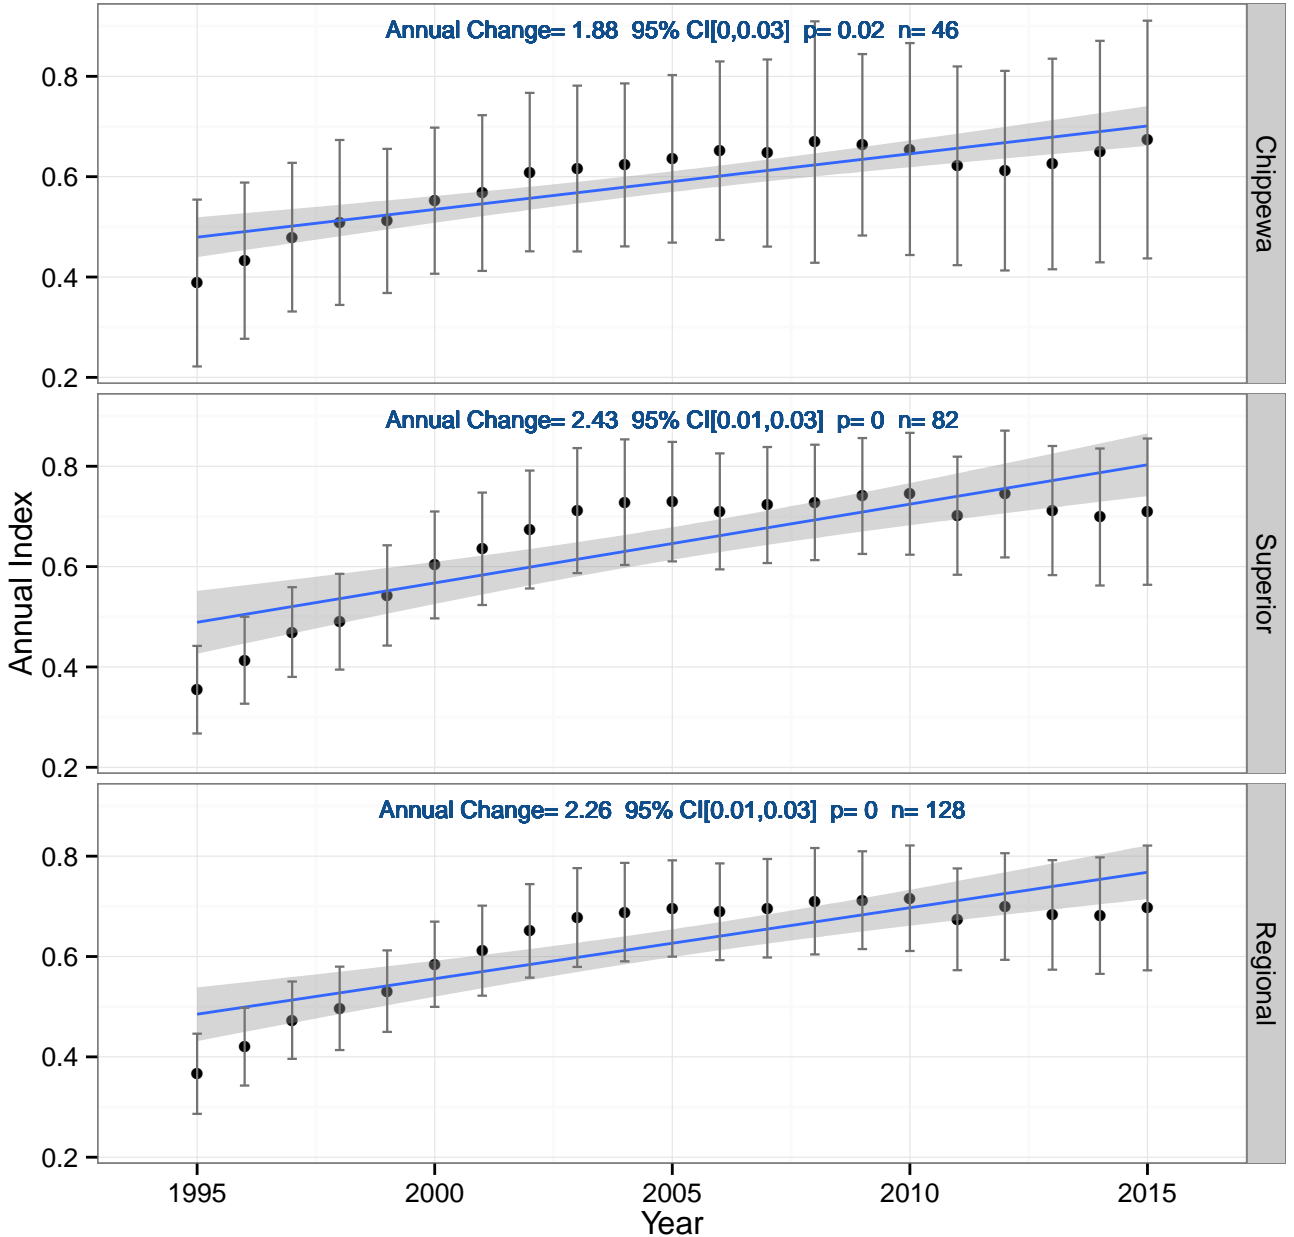 Annual Change= 1.88  95% CI[0,0.03]  p= 0.02  n= 46
0.8
0.6
0.4
0.2
Chippewa
Annual Change= 2.43  95% CI[0.01,0.03]  p= 0  n= 82
0.8
0.6
0.4
0.2
Superior
Annual Index
Annual Change= 2.26  95% CI[0.01,0.03]  p= 0  n= 128
0.8
0.6
0.4
0.2
Regional
1995 2000 2005 2010 2015
Year